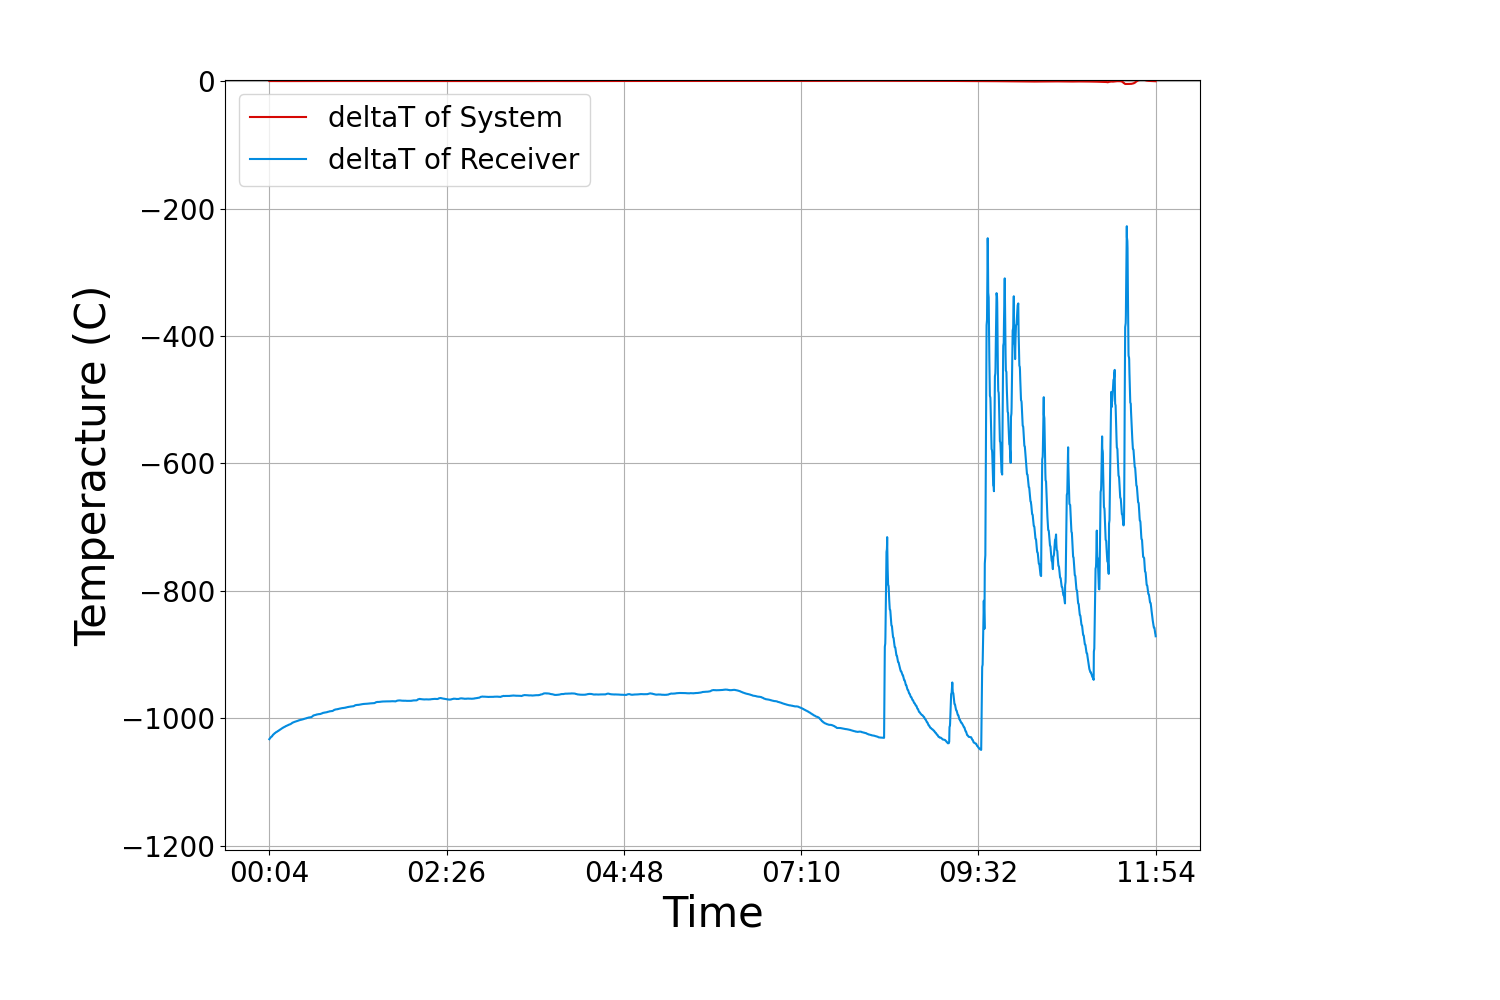 0
deltaT of System
deltaT of Receiver
−200
−400
−600
−800
−1000
−1200
Temperacture (C)
00:04 02:26 04:48 07:10 09:32 11:54
Time